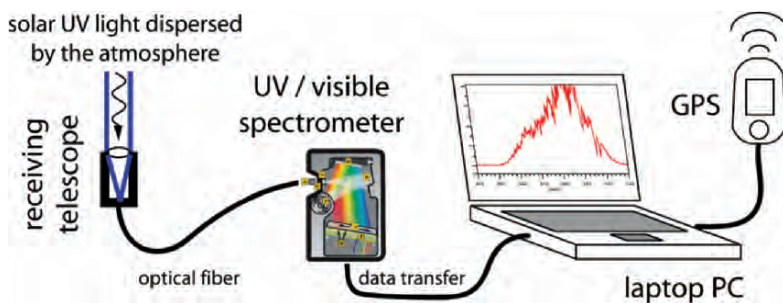 solar UV light dispersed
by the atmosphere
receiving
telescope
UV / visible
spectrometer
GPS
optical fiber
data transfer
laptop PC